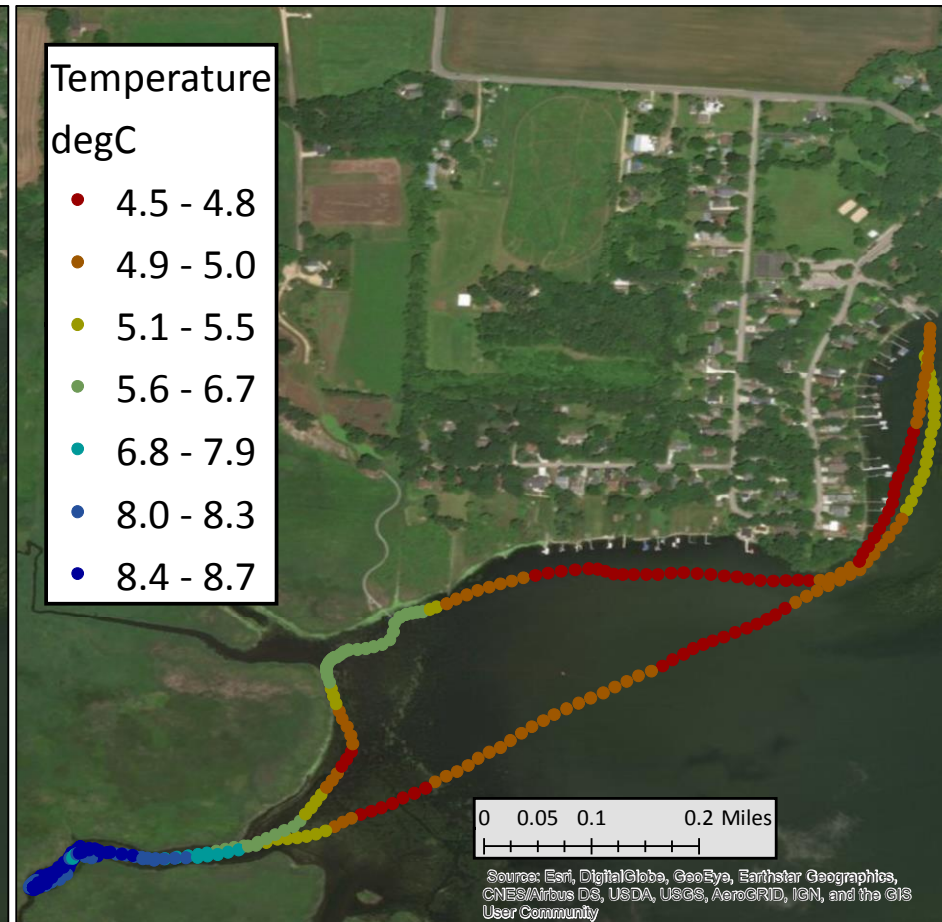 Temperature
degC
4.5 - 4.8
4.9 - 5.0
5.1 - 5.5
5.6 - 6.7
6.8 - 7.9
8.0 - 8.3
8.4 - 8.7
0 0.05 0.1 0.2 Miles
Source: Esri, DigitalGlobe, GeoEye, Earthstar Geographics,
CNES/Airbus DS, USDA, USGS, AeroGRID, IGN, and the GIS
User Community